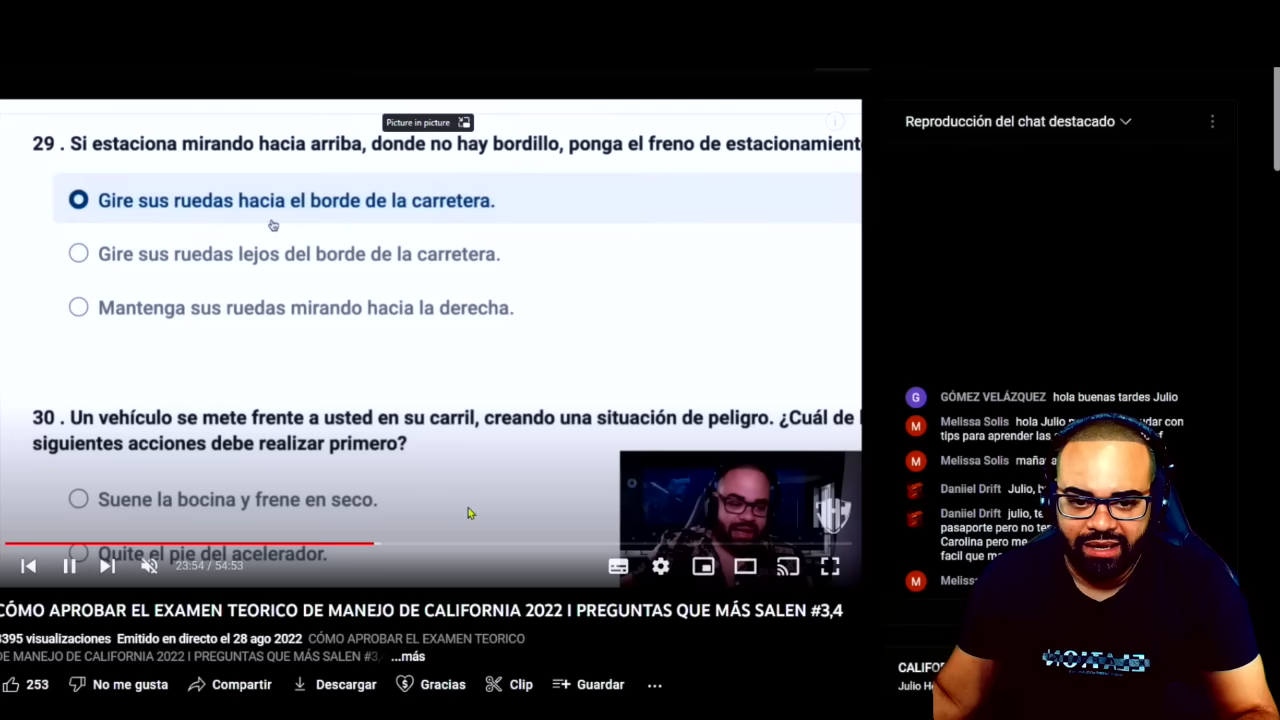 Picture in picture
29 . Si estaciona mirando hacia arriba, donde no hay bordillo, ponga el freno de estacionamient
Gire sus ruedas hacia el borde de la carretera.
Gire sus ruedas lejos del borde de la carretera.
Mantenga sus ruedas mirando hacia la derecha.
30 . Un vehículo se mete frente a usted en su carril, creando una situación de peligro. ¿Cuál de
siguientes acciones debe realizar primero?
Suene la bocina y frene en seco.
Quite el pie del acelerador.
23:54 / 54:53
CÓMO APROBAR EL EXAMEN TEORICO DE MANEJO DE CALIFORNIA 2022 I PREGUNTAS QUE MÁS SALEN #3,4
3395 visualizaciones Emitido en directo el 28 ago 2022 CÓMO APROBAR EL EXAMEN TEORICO
DE MANEJO DE CALIFORNIA 2022 I PREGUNTAS QUE MÁS SALEN #3,
...más
253
No me gusta
Compartir
Descargar
Gracias
Clip
Guardar
Reproducción del chat destacado
G GÓMEZ VELÁZQUEZ hola buenas tardes Julio
M Melissa Solis hola Julio
tips para aprender las
M Melissa Solis
Daniiel Drift Julio,
Daniiel Drift julio,
pasaporte pero no
Carolina pero me
facil que
M
CALIFOR
Julio